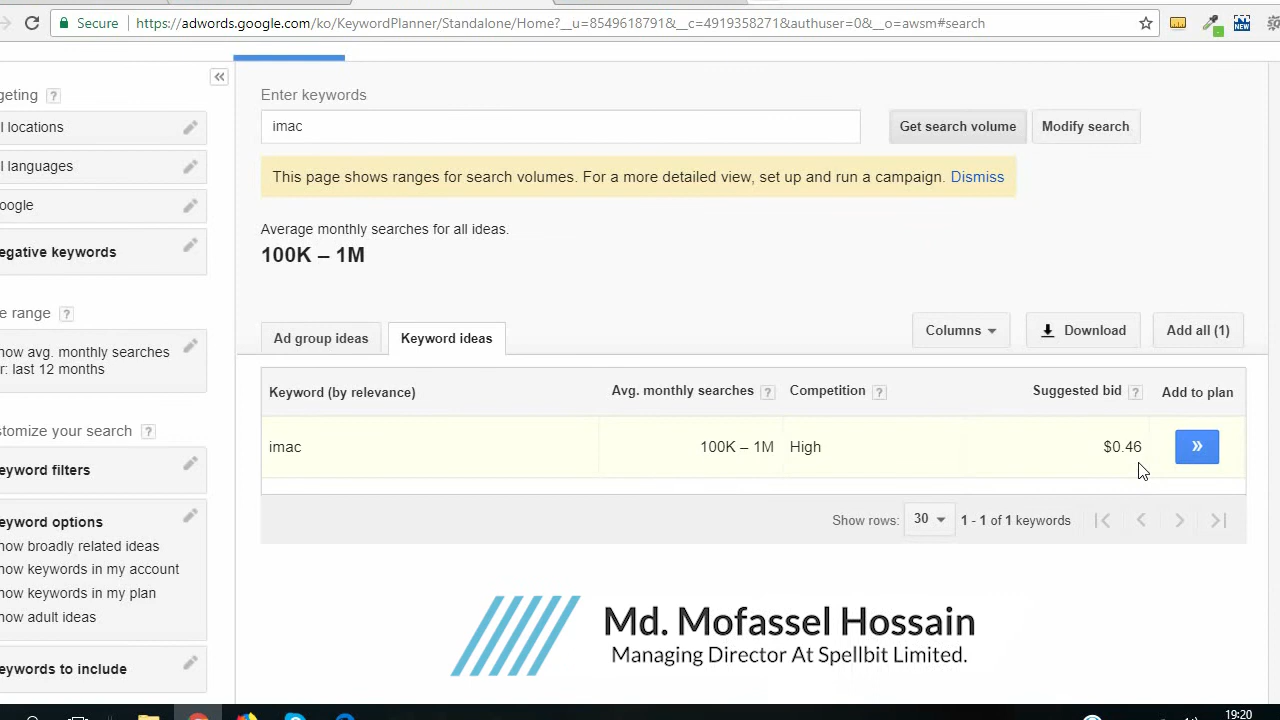 Secure
https://adwords.google.com/ko/KeywordPlanner/Standalone/Home?__u=8549618791&__c=4919358271&authuser=0&__o=awsm#search
NEW
geting ?
l locations
l languages
oogle
egative keywords
e range ?
how avg. monthly searches
r: last 12 months
stomize your search ?
eyword filters
eyword options
how broadly related ideas
how keywords in my account
how keywords in my plan
how adult ideas
eywords to include
Enter keywords
imac
Get search volume
Modify search
This page shows ranges for search volumes. For a more detailed view, set up and run a campaign. Dismiss
Average monthly searches for all ideas.
100K – 1M
Ad group ideas
Keyword ideas
Columns
Download
Add all (1)
Keyword (by relevance) Avg. monthly searches ? Competition ? Suggested bid ? Add to plan
imac 100K – 1M High $0.46 »
Show rows: 30 1 - 1 of 1 keywords
Md. Mofassel Hossain
Managing Director At Spellbit Limited.
19:20